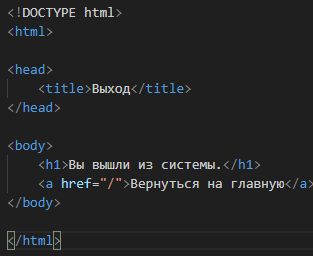 <!DOCTYPE html>
<html>
<head>
<title>Выход</title>
</head>
<body>
<h1>Вы вышли из системы.</h1>
<a href="/">Вернуться на главную</a>
</body>
</html>